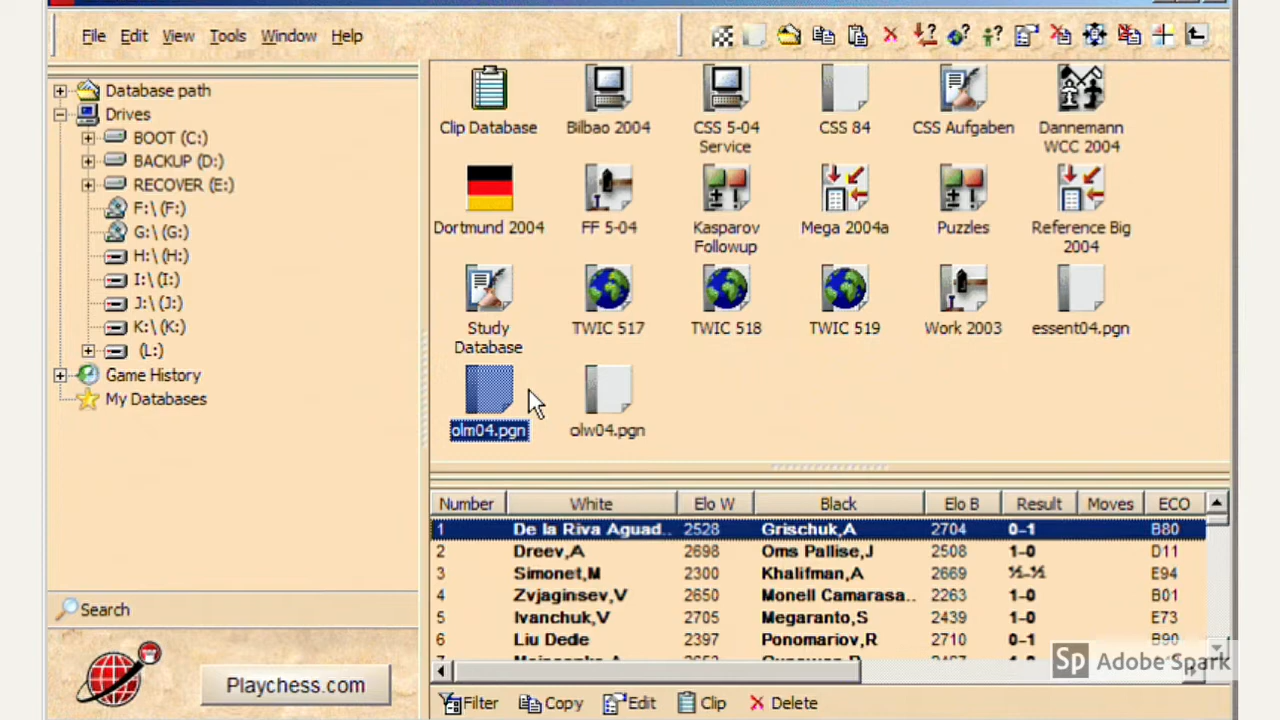 File Edit View Tools Window Help
Database path
Drives
BOOT (C:)
BACKUP (D:)
RECOVER (E:)
F:\ (F:)
G:\ (G:)
H:\ (H:)
I:\ (I:)
J:\ (J:)
K:\ (K:)
(L:)
Game History
My Databases
Search
Playchess.com
Clip Database Bilbao 2004 CSS 5-04 CSS 84 CSS Aufgaben Dannemann
Service WCC 2004
Dortmund 2004 FF 5-04 Kasparov Mega 2004a Puzzles Reference Big
Followup 2004
Study TWIC 517 TWIC 518 TWIC 519 Work 2003 essent04.pgn
Database
olm04.pgn olw04.pgn
Number White Elo W Black Elo B Result Moves ECO
1 De la Riva Aguad.. 2528 Grischuk,A 2704 0-1 B80
2 Dreev,A 2698 Oms Pallise,J 2508 1-0 D11
3 Simonet,M 2300 Khalifman,A 2669 ½-½ E94
4 Zvjaginsev,V 2650 Monell Camarasa.. 2263 1-0 B01
5 Ivanchuk,V 2705 Megaranto,S 2439 1-0 E73
6 Liu Dede 2397 Ponomariov,R 2710 0-1 B90
Sp Adobe Spark
Filter Copy Edit Clip Delete